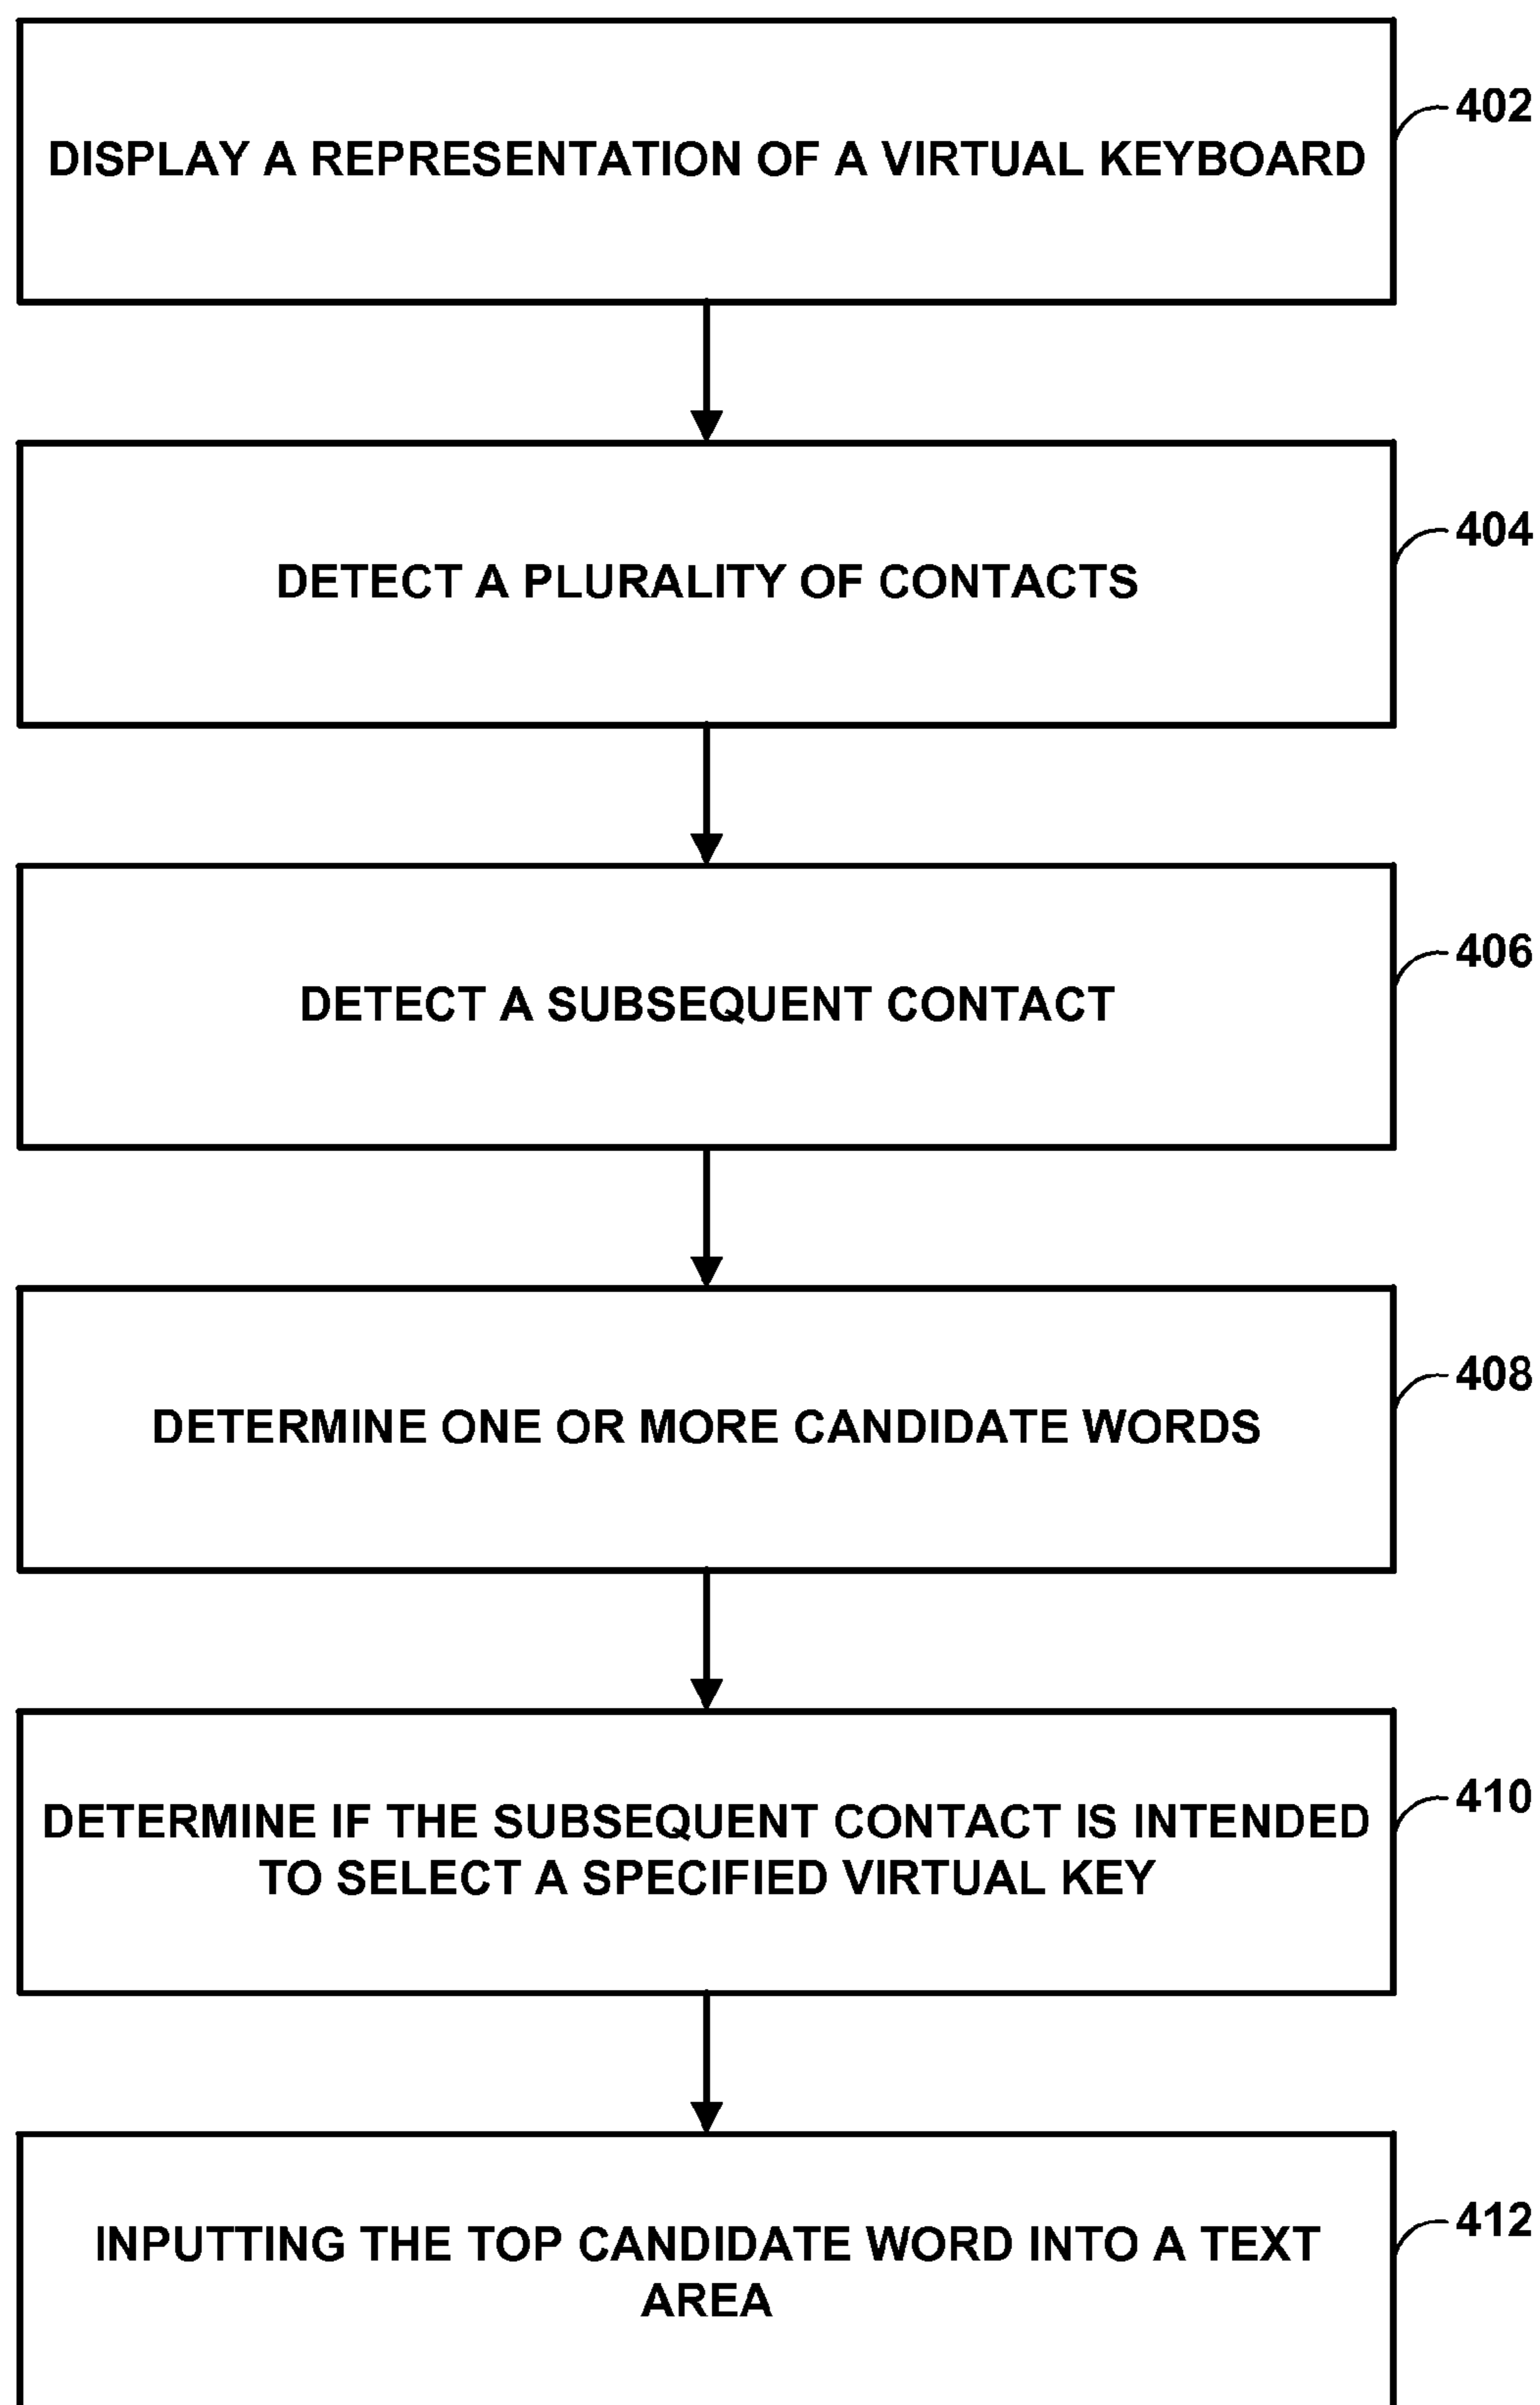 DISPLAY A REPRESENTATION OF A VIRTUAL KEYBOARD
402
DETECT A PLURALITY OF CONTACTS
404
DETECT A SUBSEQUENT CONTACT
406
DETERMINE ONE OR MORE CANDIDATE WORDS
408
DETERMINE IF THE SUBSEQUENT CONTACT IS INTENDED
TO SELECT A SPECIFIED VIRTUAL KEY
410
INPUTTING THE TOP CANDIDATE WORD INTO A TEXT
AREA
412